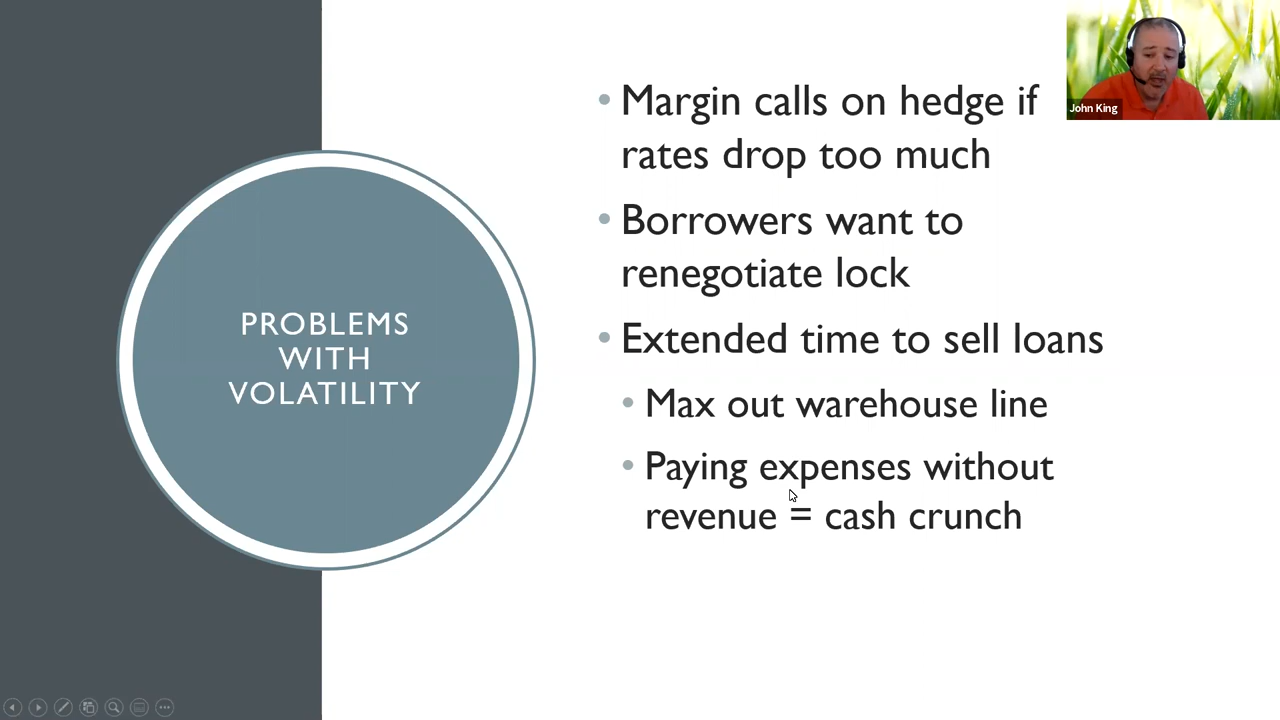 PROBLEMS
WITH
VOLATILITY
• Margin calls on hedge if
rates drop too much
• Borrowers want to
renegotiate lock
• Extended time to sell loans
• Max out warehouse line
• Paying expenses without
revenue = cash crunch
John King